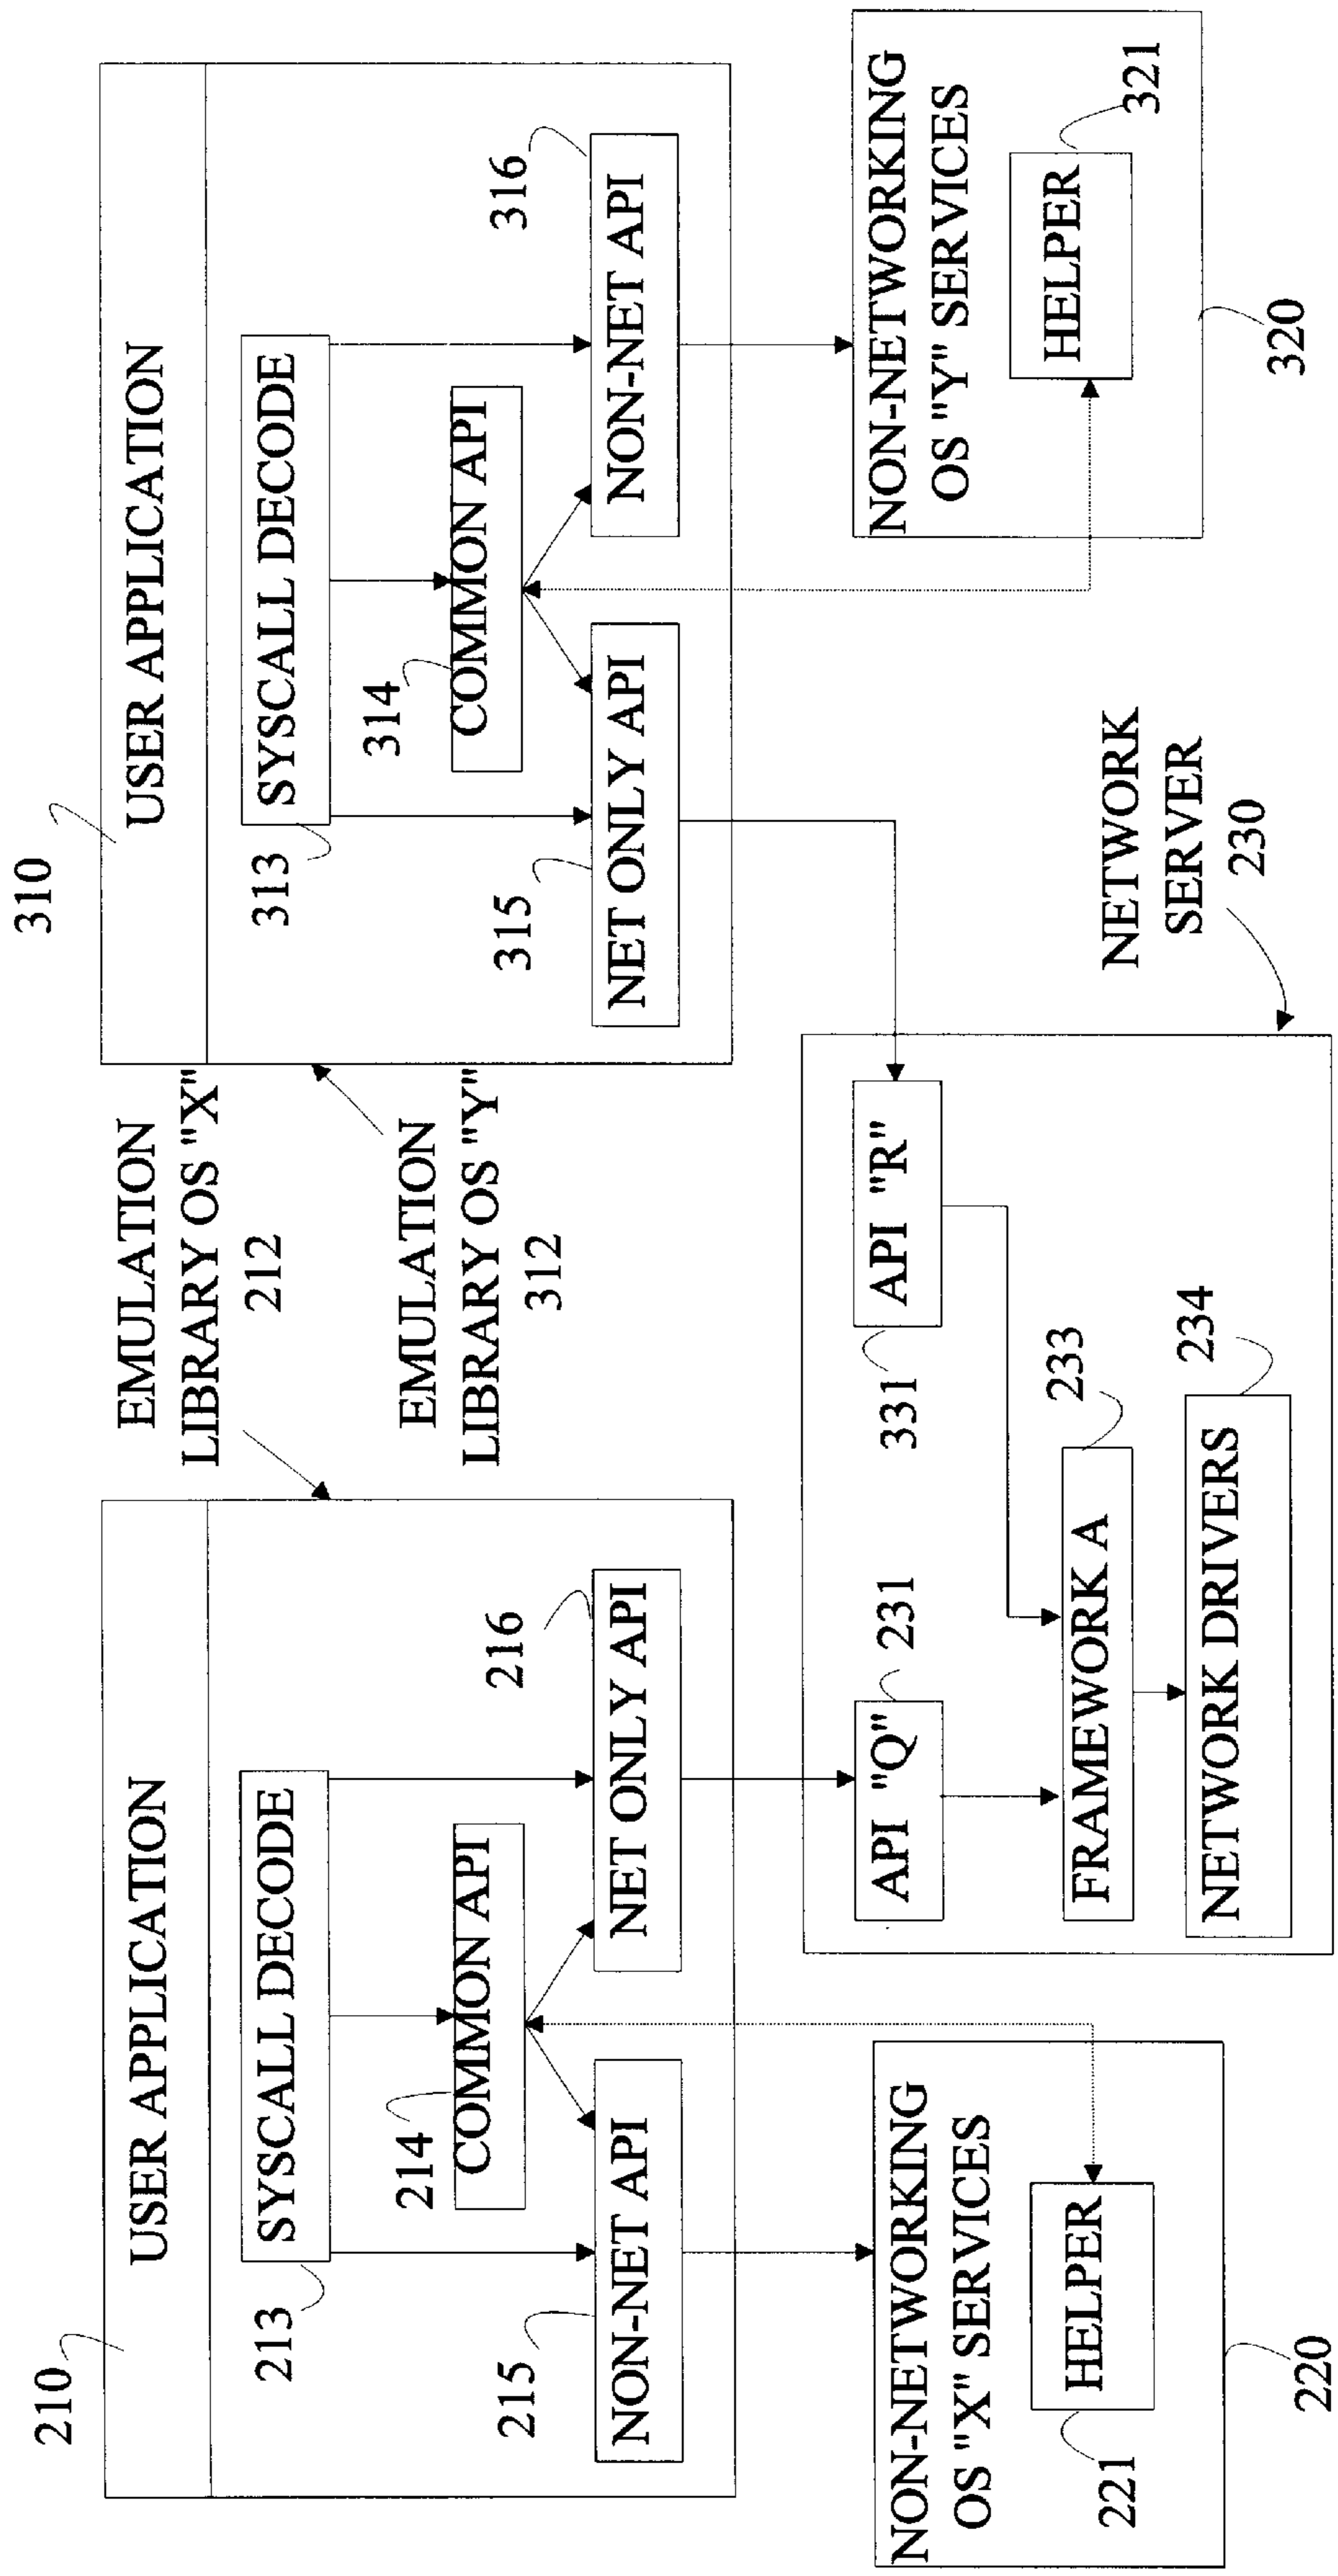 210
USER APPLICATION
213
SYSCALL DECODE
214
COMMON API
215
NON-NET API
216
NET ONLY API
EMULATION
LIBRARY OS "X"
212
EMULATION
LIBRARY OS "Y"
312
310
USER APPLICATION
313
SYSCALL DECODE
314
COMMON API
315
NET ONLY API
316
NON-NET API
NON-NETWORKING
OS "X" SERVICES
HELPER
221
220
API "Q"
231
API "R"
331
FRAMEWORK A
233
NETWORK DRIVERS
234
NETWORK
SERVER
230
NON-NETWORKING
OS "Y" SERVICES
HELPER
321
320